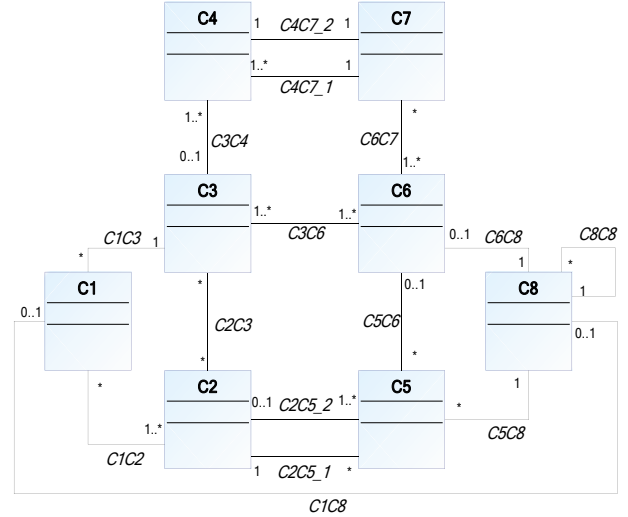 C4 1 C4C7_2 1 C7
1..* 1
C4C7_1
1..* *
C3C4 C6C7
0..1 1..*
C3 C6
1..* 1..*
C1C3 1 C3C6 0..1 C6C8 C8C8
* 1 *
C1 C8
* 0..1 1
0..1 C2C3 C5C6 0..1
* * *
C2 C5
* 0..1 C2C5_2 1..* 1
1..* *
C1C2 C5C8
1 C2C5_1 *
C1C8